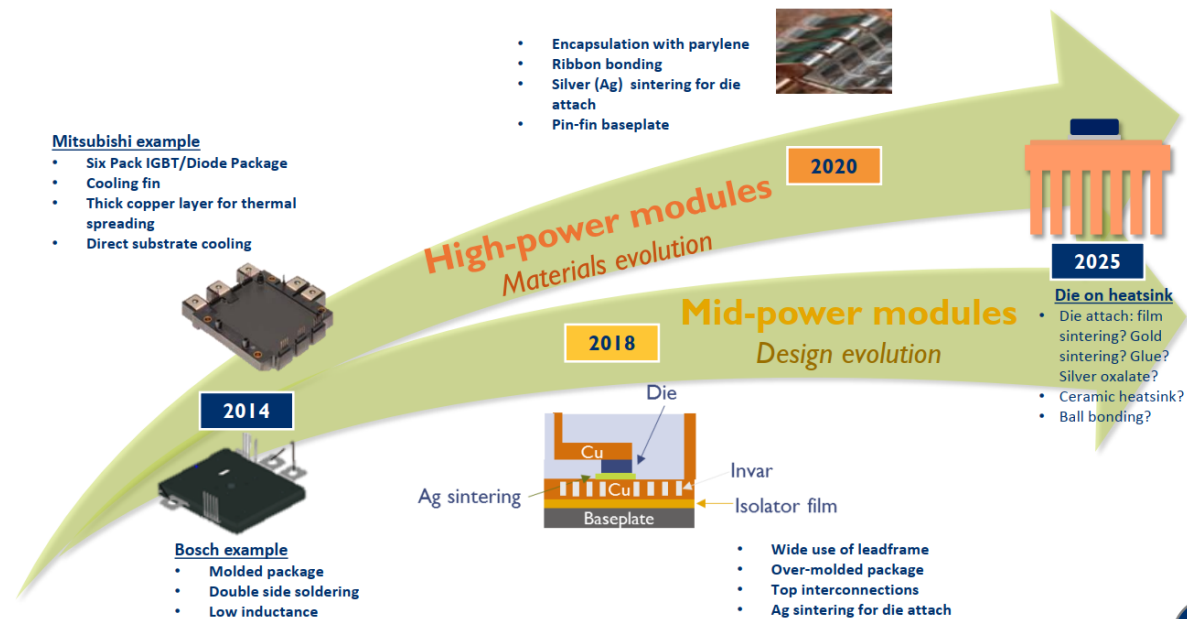 • Encapsulation with parylene
• Ribbon bonding
• Silver (Ag) sintering for die
attach
• Pin-fin baseplate
Mitsubishi example
• Six Pack IGBT/Diode Package
• Cooling fin
• Thick copper layer for thermal
spreading
• Direct substrate cooling
2020
High-power modules
Materials evolution
2025
Die on heatsink
• Die attach: film
sintering? Gold
sintering? Glue?
Silver oxalate?
• Ceramic heatsink?
• Ball bonding?
Mid-power modules
Design evolution
2018
2014
Die
Cu
Ag sintering
Cu
Invar
Isolator film
Baseplate
Bosch example
• Molded package
• Double side soldering
• Low inductance
• Wide use of leadframe
• Over-molded package
• Top interconnections
• Ag sintering for die attach